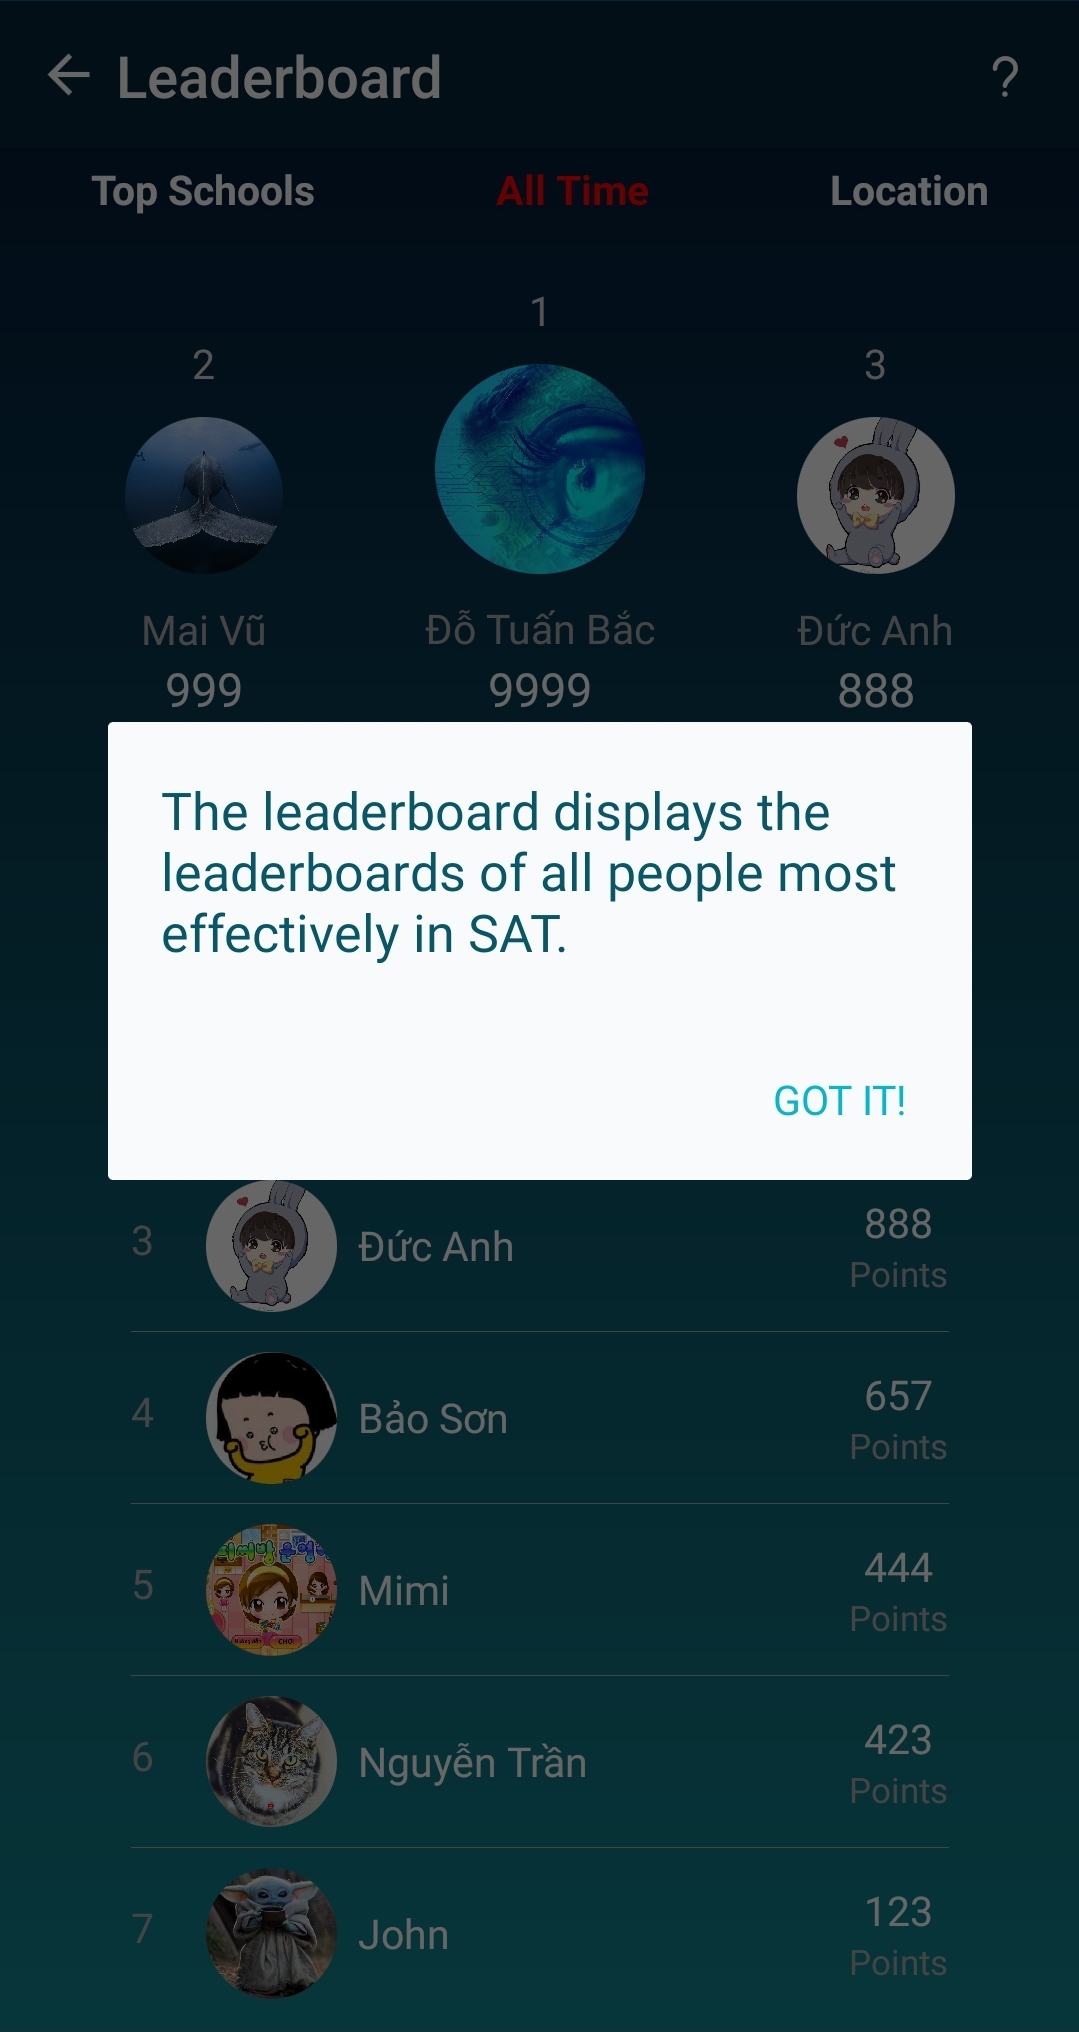 Leaderboard
?
Top Schools
All Time
Location
1
2
3
Mai Vũ
Đỗ Tuấn Bắc
Đức Anh
999
9999
888
The leaderboard displays the
leaderboards of all people most
effectively in SAT.
GOT IT!
3
Đức Anh
888
Points
4
Bảo Sơn
657
Points
5
Mimi
444
Points
6
Nguyễn Trần
423
Points
7
John
123
Points